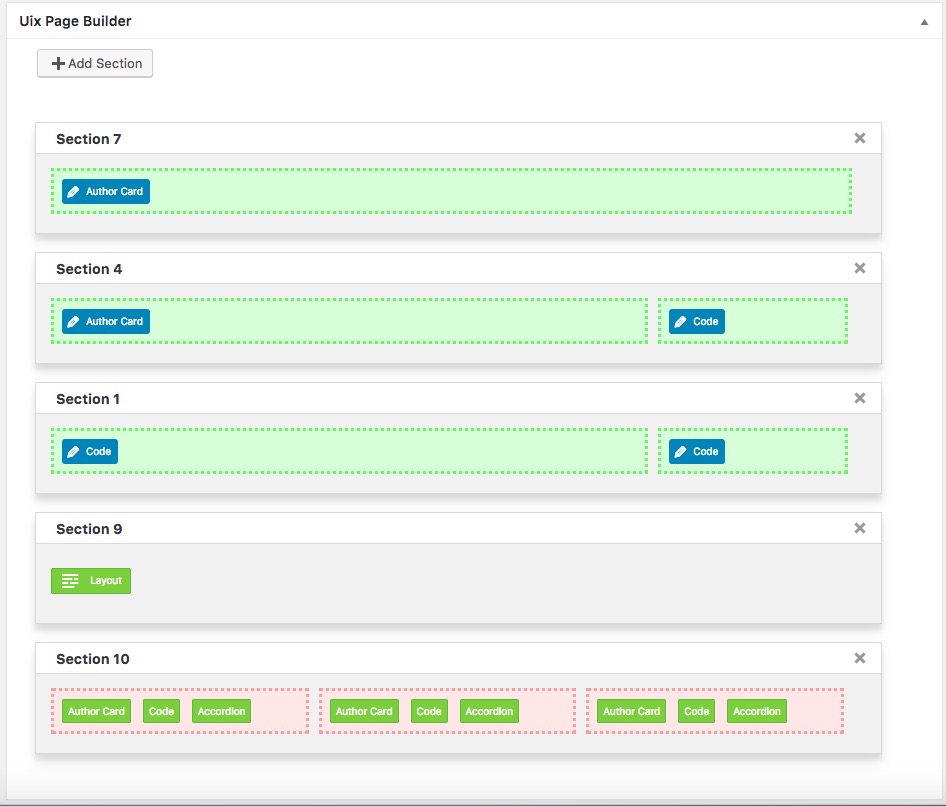 Uix Page Builder
Add Section
Section 7
Author Card
Section 4
Author Card Code
Section 1
Code Code
Section 9
Layout
Section 10
Author Card Code Accordion Author Card Code Accordion Author Card Code Accordion